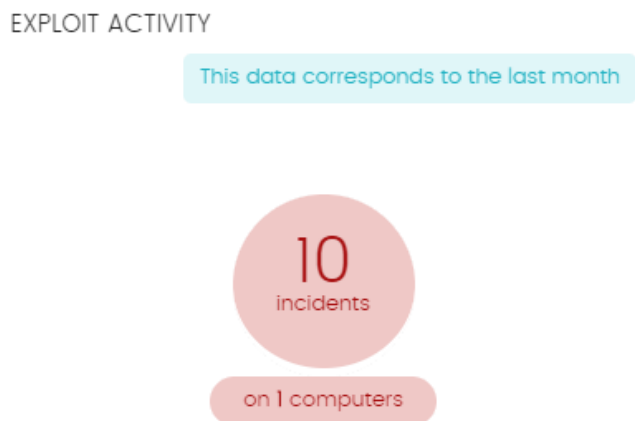 EXPLOIT ACTIVITY
This data corresponds to the last month
10
incidents
on 1 computers